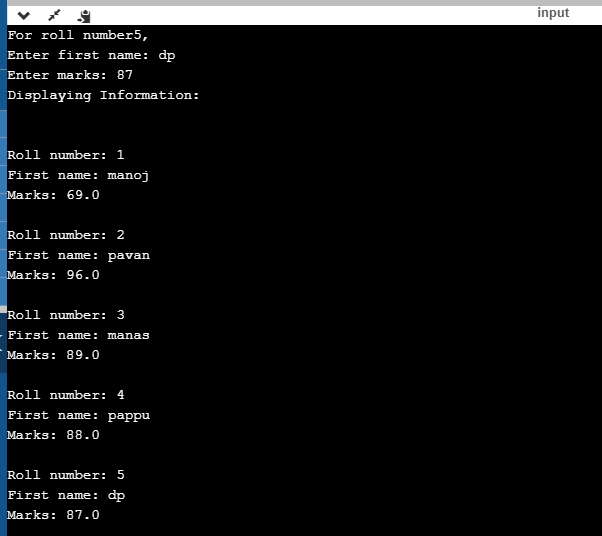 input
For roll number5,
Enter first name: dp
Enter marks: 87
Displaying Information:
Roll number: 1
First name: manoj
Marks: 69.0
Roll number: 2
First name: pavan
Marks: 96.0
Roll number: 3
First name: manas
Marks: 89.0
Roll number: 4
First name: pappu
Marks: 88.0
Roll number: 5
First name: dp
Marks: 87.0